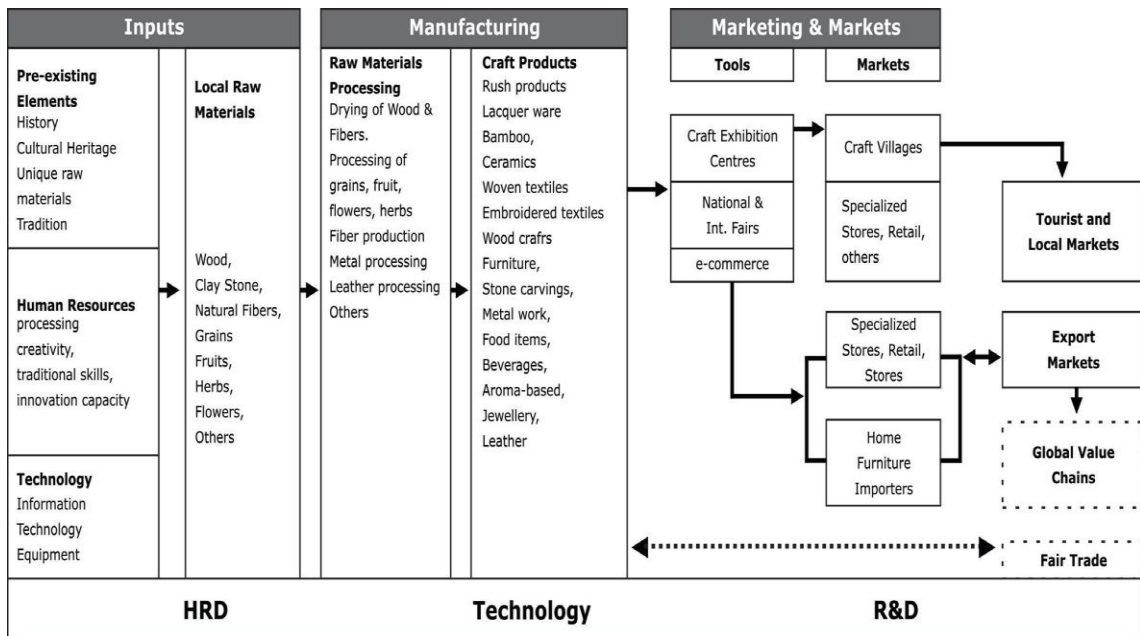 Inputs
Pre-existing
Elements
History
Cultural Heritage
Unique raw
materials
Tradition
Human Resources
processing
creativity,
traditional skills,
innovation capacity
Technology
Information
Technology
Equipment
Local Raw
Materials
Wood,
Clay Stone,
Natural Fibers,
Grains
Fruits,
Herbs,
Flowers,
Others
Manufacturing
Raw Materials
Processing
Drying of Wood &
Fibers.
Processing of
grains, fruit,
flowers, herbs
Fiber production
Metal processing
Leather processing
Others
Craft Products
Rush products
Lacquer ware
Bamboo,
Ceramics
Woven textiles
Embroidered textiles
Wood crafrs
Furniture,
Stone carvings,
Metal work,
Food items,
Beverages,
Aroma-based,
Jewellery,
Leather
Marketing & Markets
Tools
Craft Exhibition
Centres
National &
Int. Fairs
e-commerce
Markets
Craft Villages
Specialized
Stores, Retail,
others
Specialized
Stores, Retail,
Stores
Home
Furniture
Importers
Tourist and
Local Markets
Export
Markets
Global Value
Chains
Fair Trade
HRD
Technology
R&D